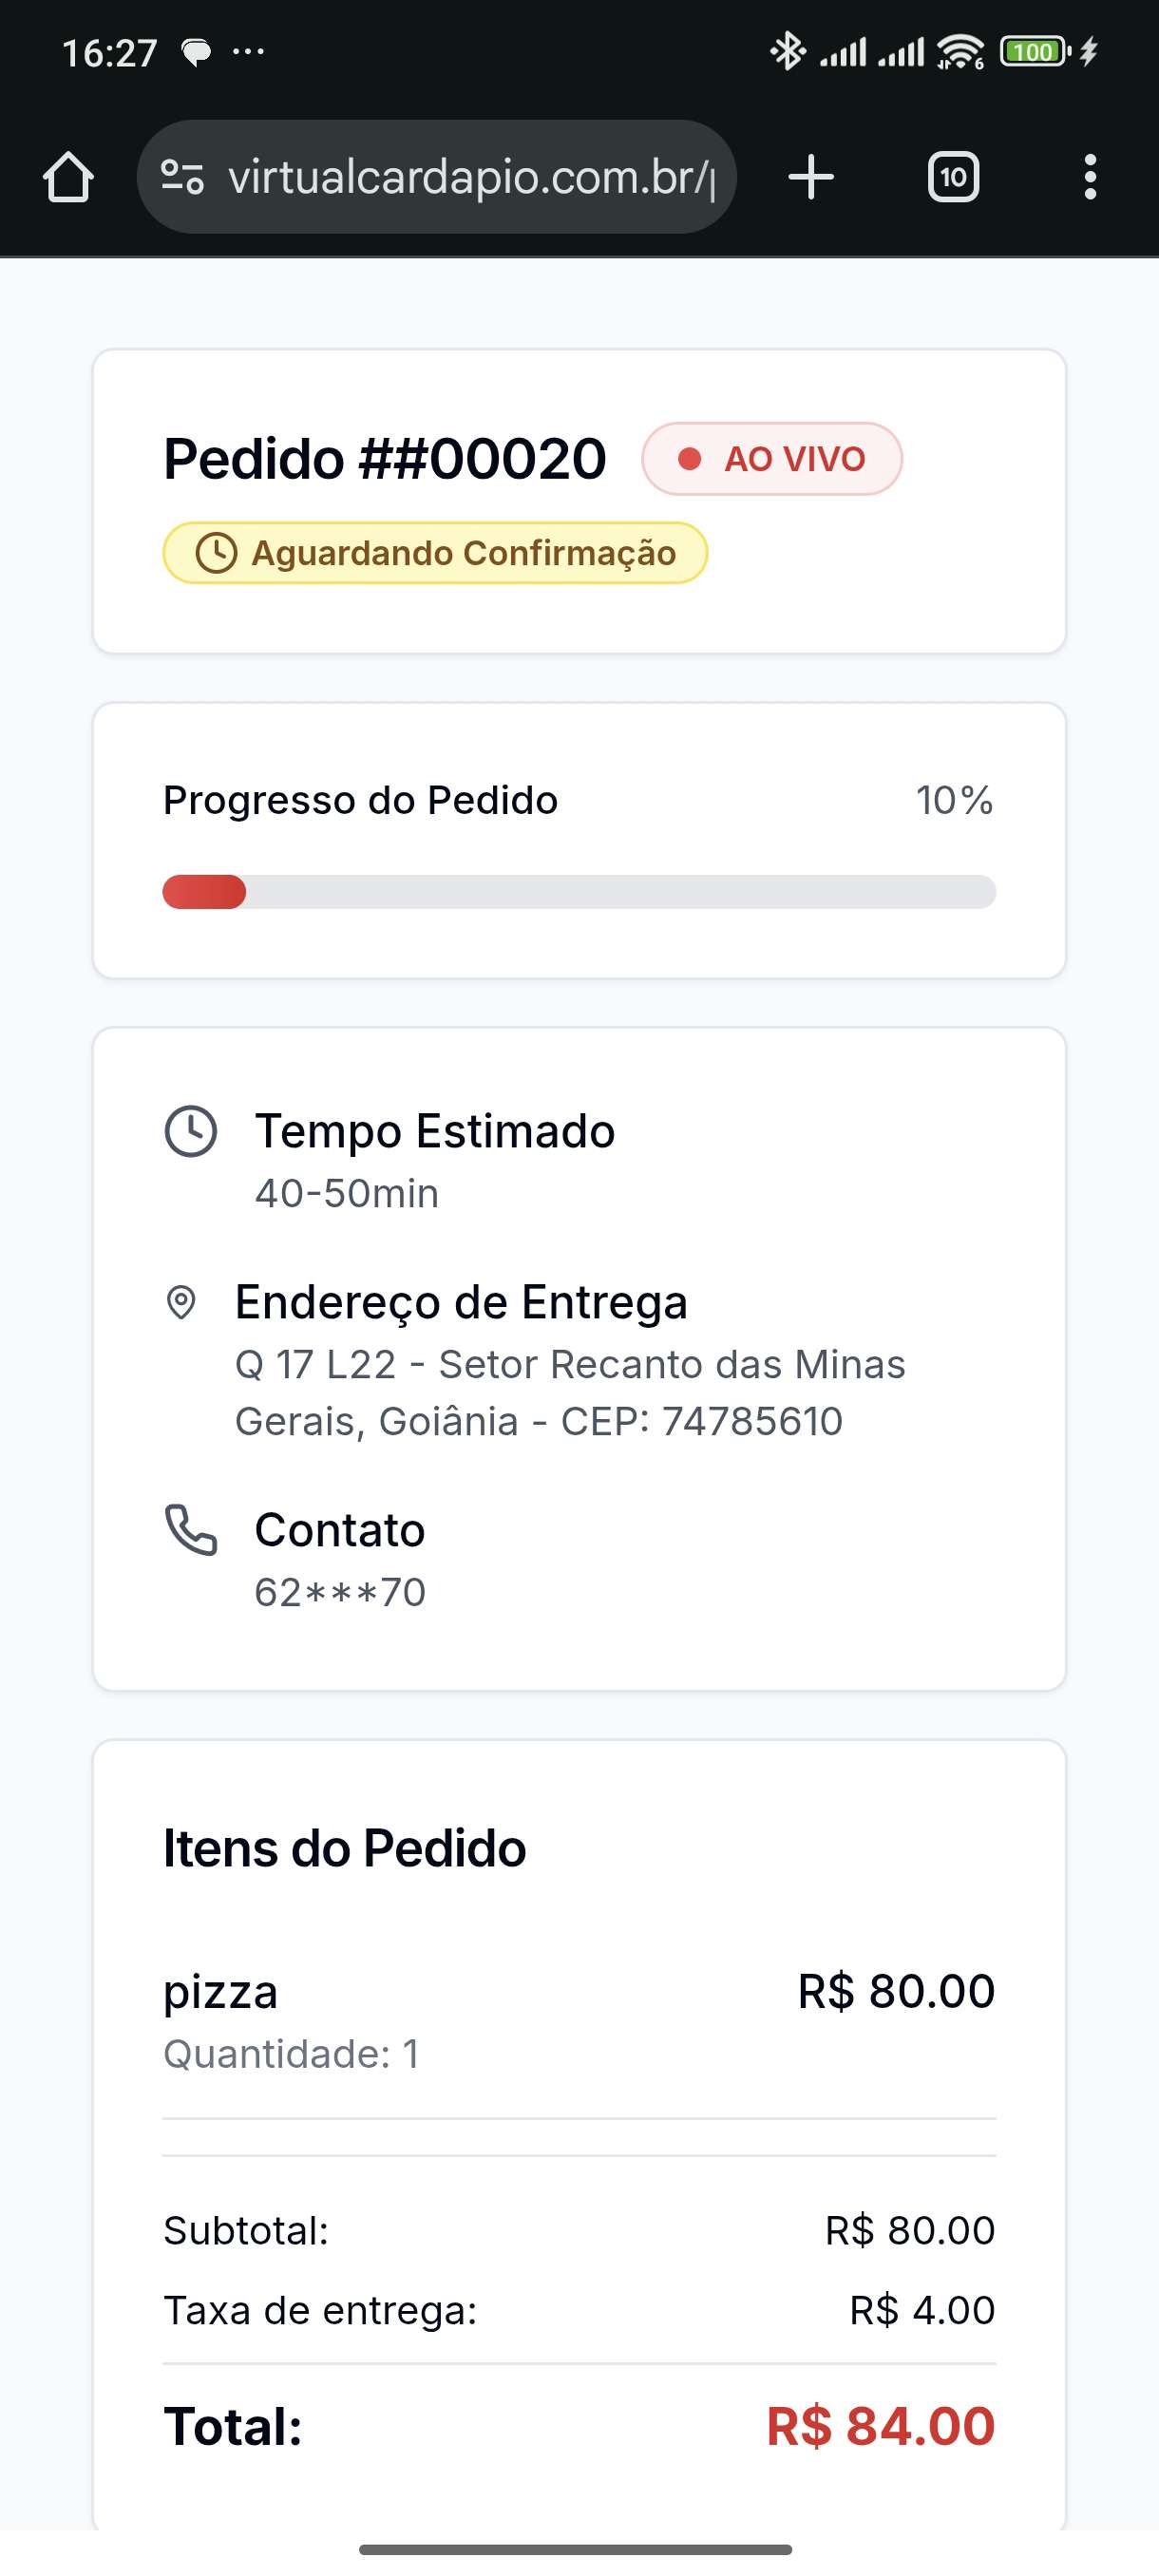 16:27
100
virtualcardapio.com.br/
10
Pedido ##00020
AO VIVO
Aguardando Confirmação
Progresso do Pedido
10%
Tempo Estimado
40-50min
Endereço de Entrega
Q 17 L22 - Setor Recanto das Minas
Gerais, Goiânia - CEP: 74785610
Contato
62***70
Itens do Pedido
pizza
R$ 80.00
Quantidade: 1
Subtotal:
R$ 80.00
Taxa de entrega:
R$ 4.00
Total:
R$ 84.00